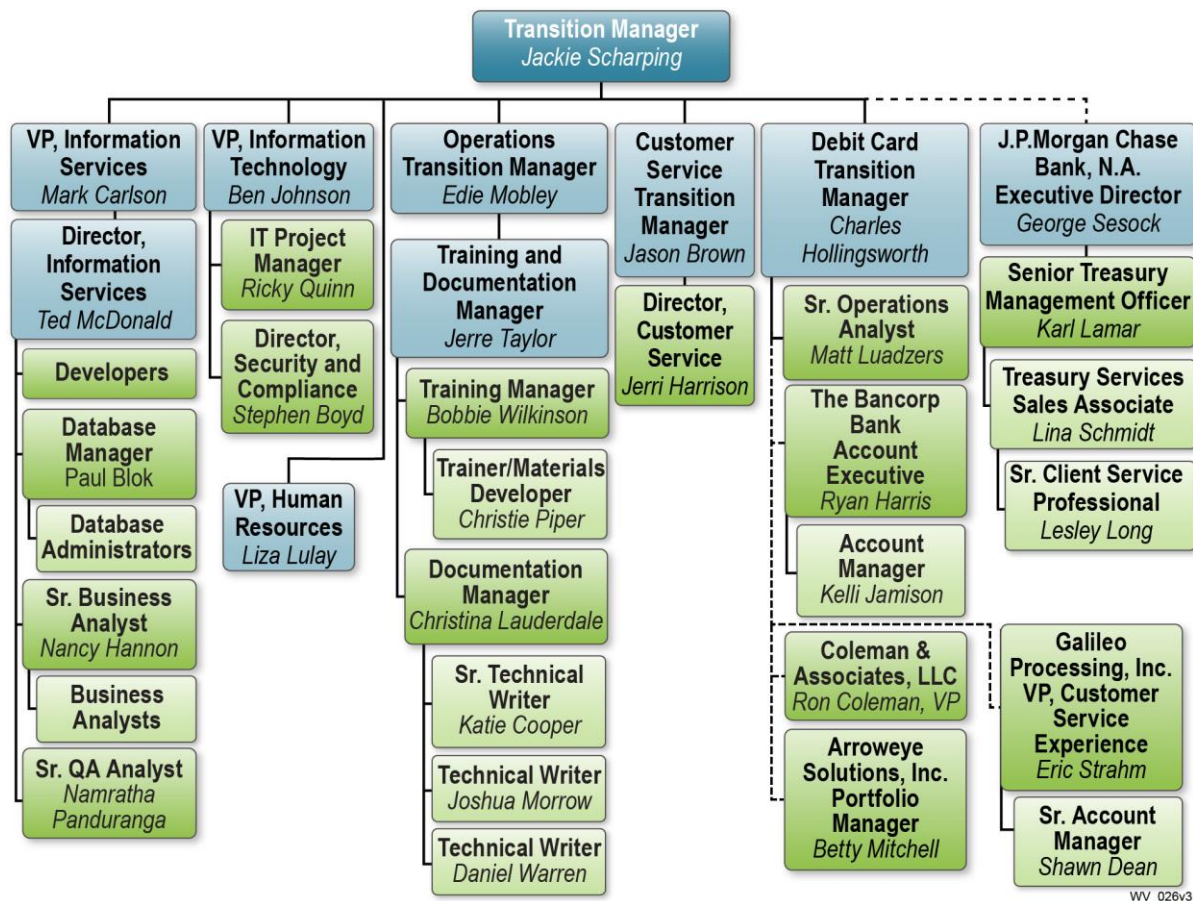 Transition Manager
Jackie Scharping
VP, Information
Services
Mark Carlson
Director,
Information
Services
Ted McDonald
Developers
Database
Manager
Paul Blok
Database
Administrators
Sr. Business
Analyst
Nancy Hannon
Business
Analysts
Sr. QA Analyst
Namratha
Panduranga
VP, Information
Technology
Ben Johnson
IT Project
Manager
Ricky Quinn
Director,
Security and
Compliance
Stephen Boyd
VP, Human
Resources
Liza Lulay
Operations
Transition Manager
Edie Mobley
Training and
Documentation
Manager
Jerre Taylor
Training Manager
Bobbie Wilkinson
Trainer/Materials
Developer
Christie Piper
Documentation
Manager
Christina Lauderdale
Sr. Technical
Writer
Katie Cooper
Technical Writer
Joshua Morrow
Technical Writer
Daniel Warren
Customer
Service
Transition
Manager
Jason Brown
Director,
Customer
Service
Jerri Harrison
Debit Card
Transition
Manager
Charles
Hollingsworth
Sr. Operations
Analyst
Matt Luadzers
The Bancorp
Bank
Account
Executive
Ryan Harris
Account
Manager
Kelli Jamison
Coleman &
Associates, LLC
Ron Coleman, VP
Arroweye
Solutions, Inc.
Portfolio
Manager
Betty Mitchell
J.P.Morgan Chase
Bank, N.A.
Executive Director
George Sesock
Senior Treasury
Management Officer
Karl Lamar
Treasury Services
Sales Associate
Lina Schmidt
Sr. Client Service
Professional
Lesley Long
Galileo
Processing, Inc.
VP, Customer
Service
Experience
Eric Strahm
Sr. Account
Manager
Shawn Dean
WV_026v3